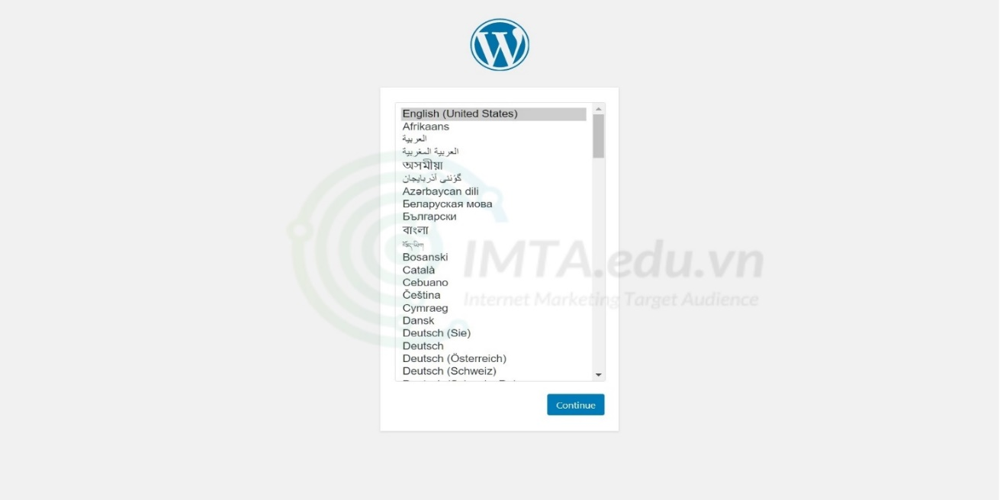 English (United States)
Afrikaans
العربية
العربية المغربية
অসমীয়া
گؤنئی آذربایجان
Azərbaycan dili
Беларуская мова
Български
বাংলা
Bosanski
Català
Cebuano
Čeština
Cymraeg
Dansk
Deutsch (Sie)
Deutsch
Deutsch (Österreich)
Deutsch (Schweiz)
Continue
IMTA.edu.vn
Internet Marketing Target Audience